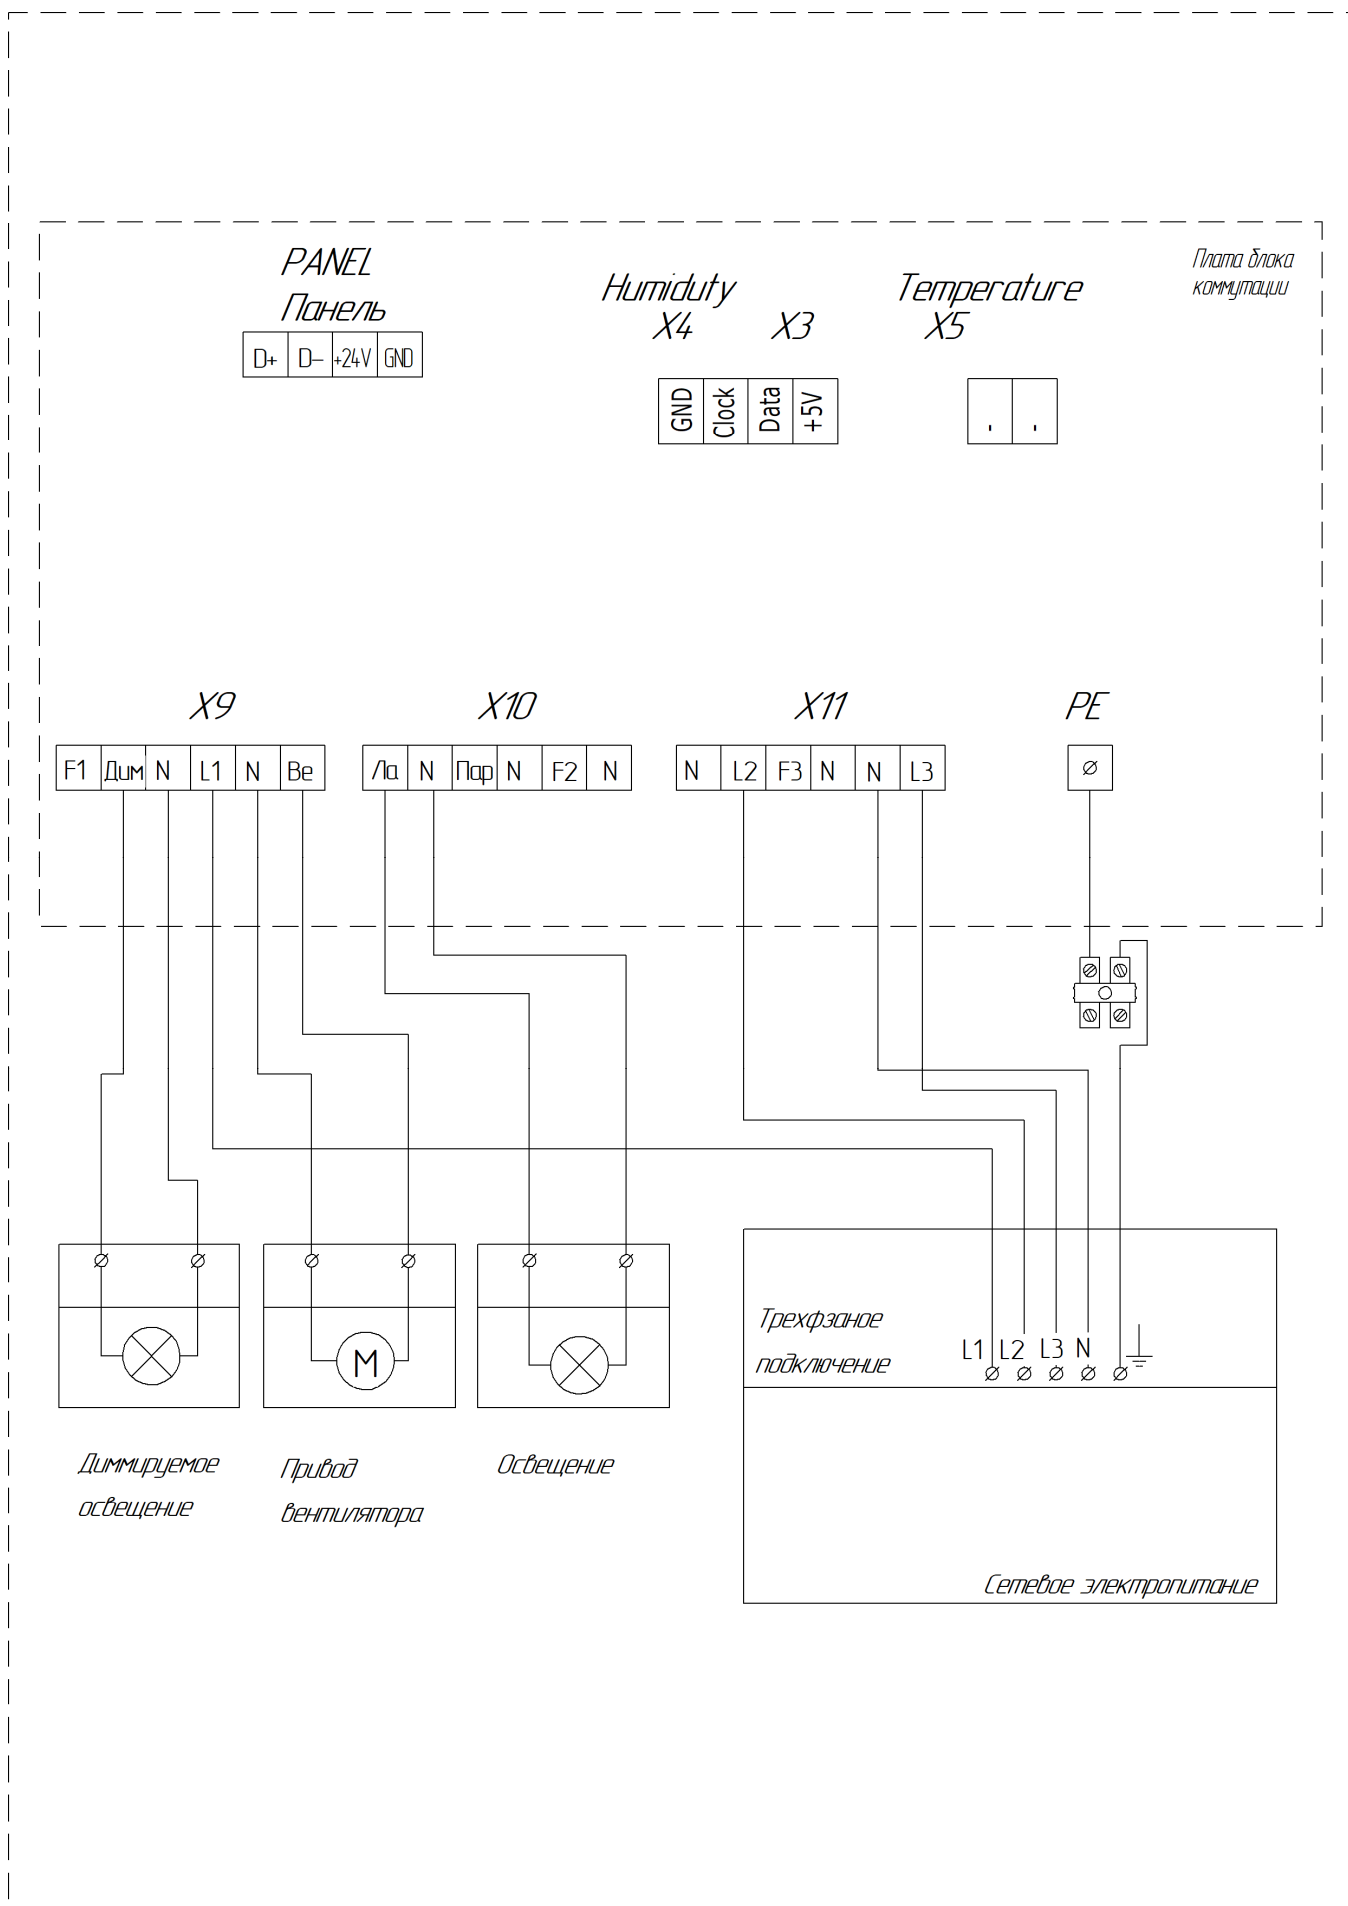 PANEL
Панель
D+ D- +24V GND
Humiduty
X4 X3
GND Clock Data +5V
Temperature
X5
- -
Плата блока
коммутации
X9
F1 Дим N L1 N Ве
X10
Ла N Пар N F2 N
X11
N L2 F3 N N L3
PE
M
Диммируемое
освещение
Привод
вентилятора
Освещение
Трехфзаное
подключение
L1 L2 L3 N
Сетевое электропитание